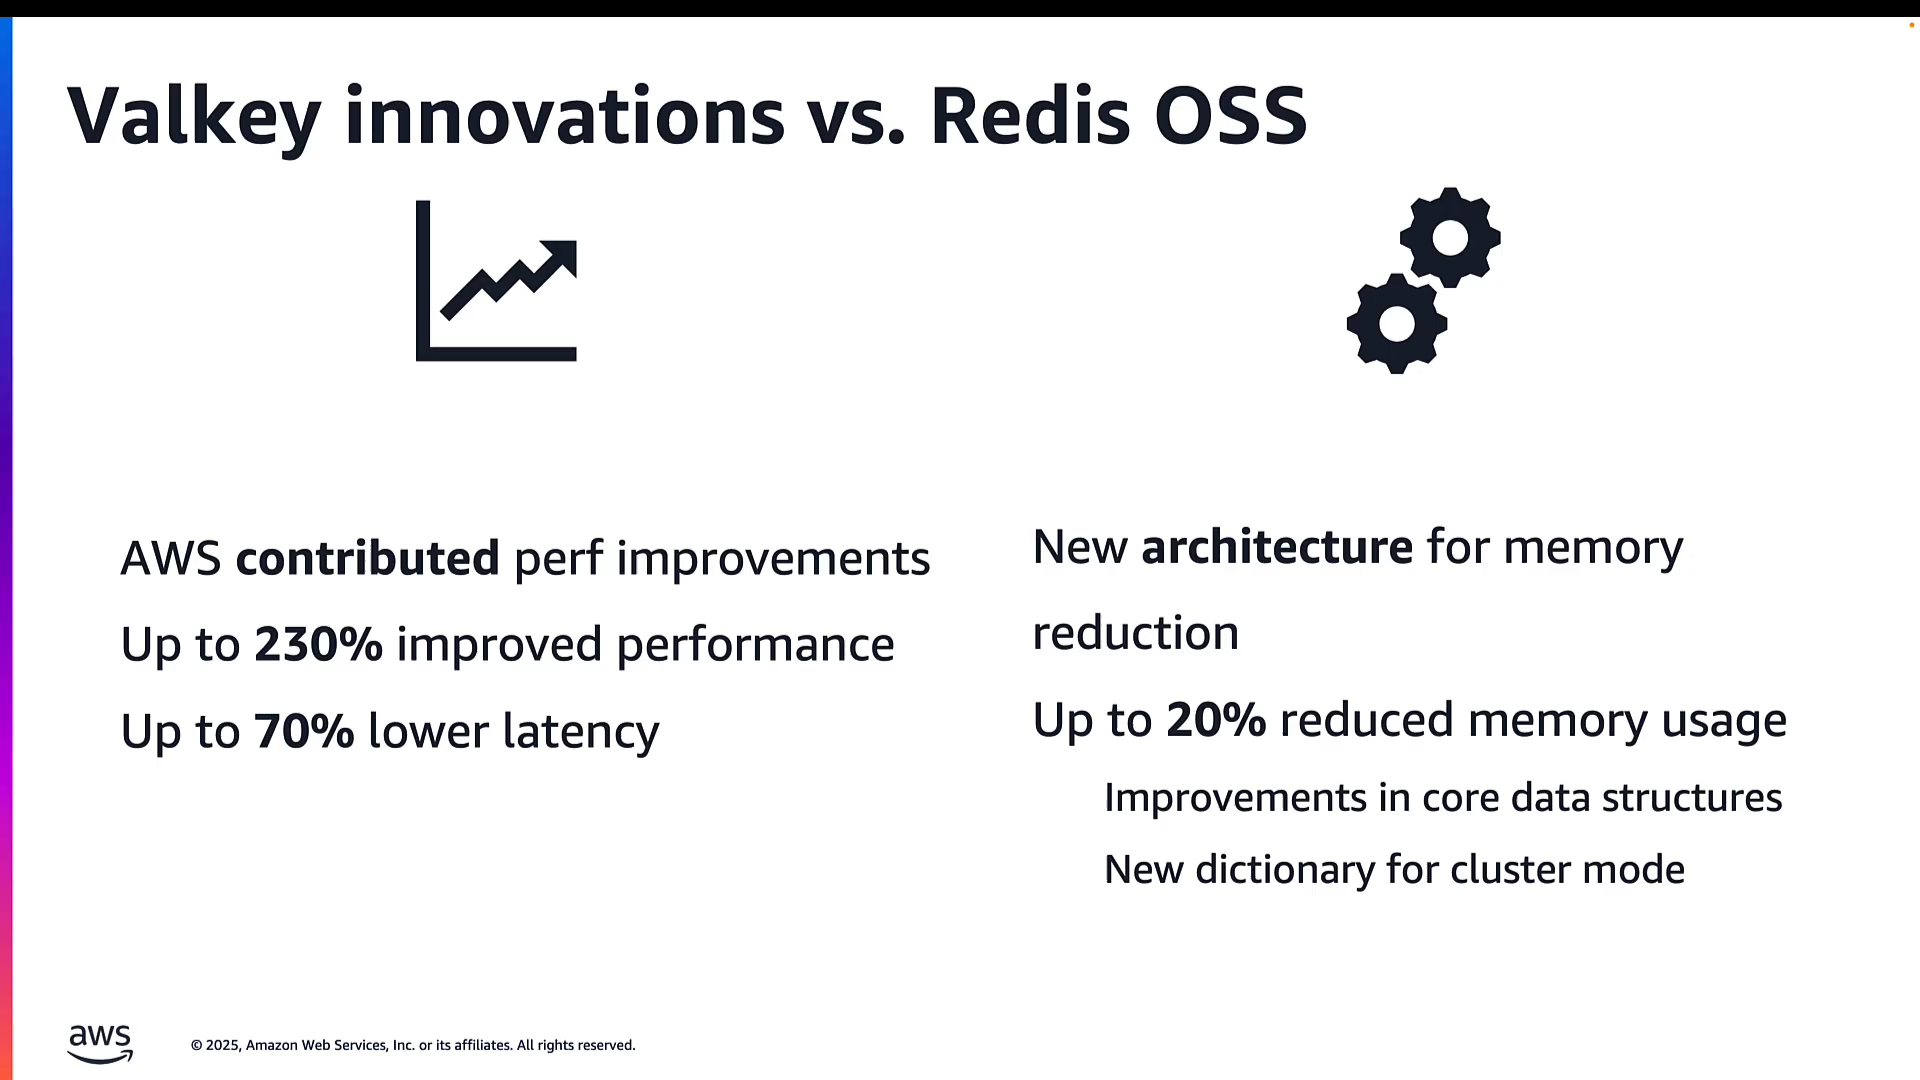 Valkey innovations vs. Redis OSS
AWS contributed perf improvements
Up to 230% improved performance
Up to 70% lower latency
New architecture for memory
reduction
Up to 20% reduced memory usage
Improvements in core data structures
New dictionary for cluster mode
aws
© 2025, Amazon Web Services, Inc. or its affiliates. All rights reserved.